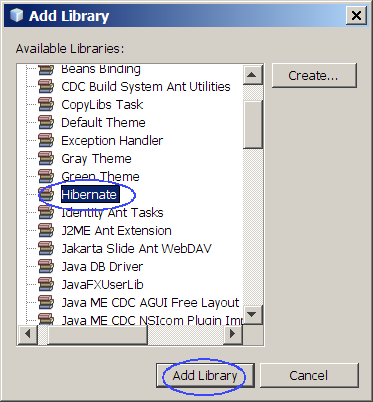 Add Library
Available Libraries:
Beans Binding
CDC Build System Ant Utilities
CopyLibs Task
Default Theme
Exception Handler
Gray Theme
Green Theme
Hibernate
Identity Ant Tasks
J2ME Ant Extension
Jakarta Slide Ant WebDAV
Java DB Driver
JavaFXUserLib
Java ME CDC AGUI Free Layout
Java ME CDC NSIcom Plugin Imp
Create...
Add Library
Cancel